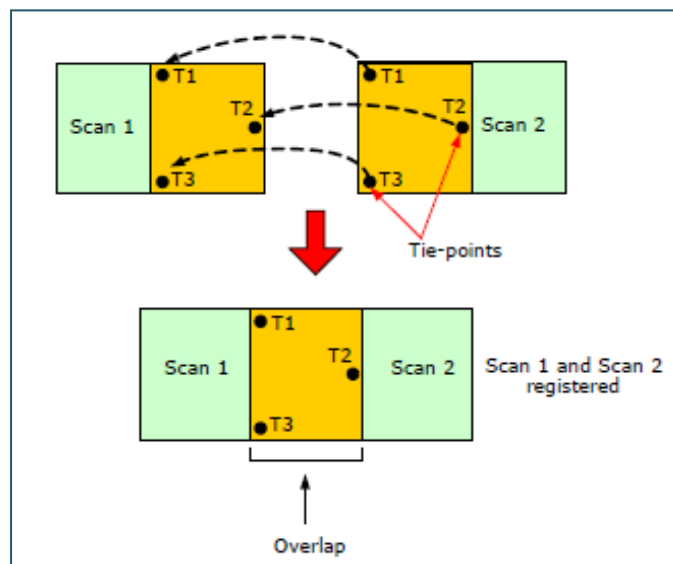 T1
T1
T2
T2
Scan 1
Scan 2
T3
T3
Tie-points
T1
T2
Scan 1
Scan 2
Scan 1 and Scan 2
registered
T3
Overlap